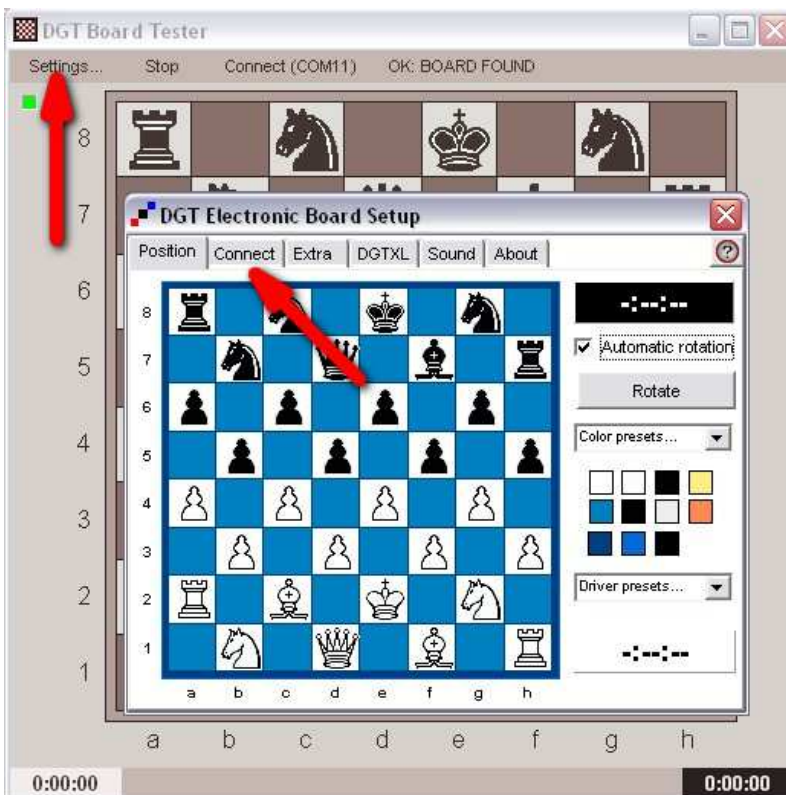 DGT Board Tester
Settings... Stop Connect (COM11) OK: BOARD FOUND
8
7
6
5
4
3
2
1
a b c d e f g h
0:00:00 0:00:00
DGT Electronic Board Setup
Position Connect Extra DGTXL Sound About ?
8
7
6
5
4
3
2
1
a b c d e f g h
-:--:--
Automatic rotation
Rotate
Color presets...
Driver presets...
-:--:--